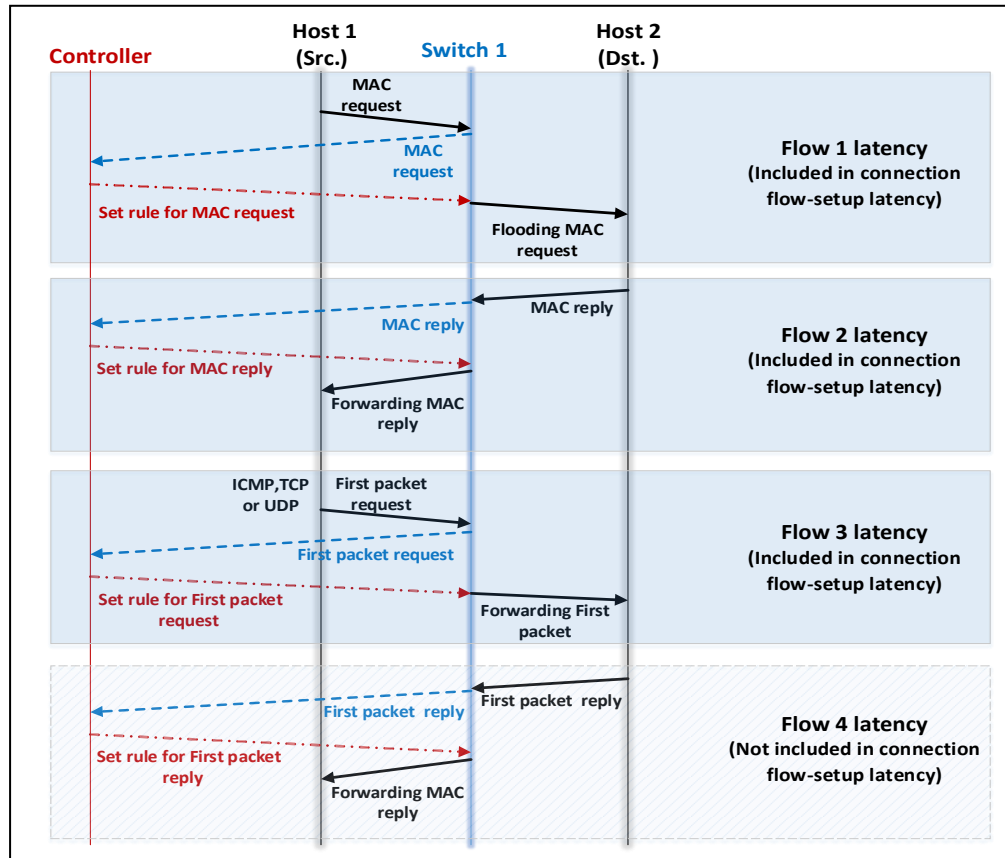 Host 1
(Src.)
Host 2
(Dst. )
Controller
Switch 1
MAC
request
MAC
request
Set rule for MAC request
Flooding MAC
request
Flow 1 latency
(Included in connection
flow-setup latency)
MAC reply
MAC reply
Set rule for MAC reply
Forwarding MAC
reply
Flow 2 latency
(Included in connection
flow-setup latency)
ICMP,TCP
or UDP
First packet
request
First packet request
Set rule for First packet
request
Forwarding First
packet
Flow 3 latency
(Included in connection
flow-setup latency)
First packet reply
First packet reply
Set rule for First packet
reply
Forwarding MAC
reply
Flow 4 latency
(Not included in connection
flow-setup latency)